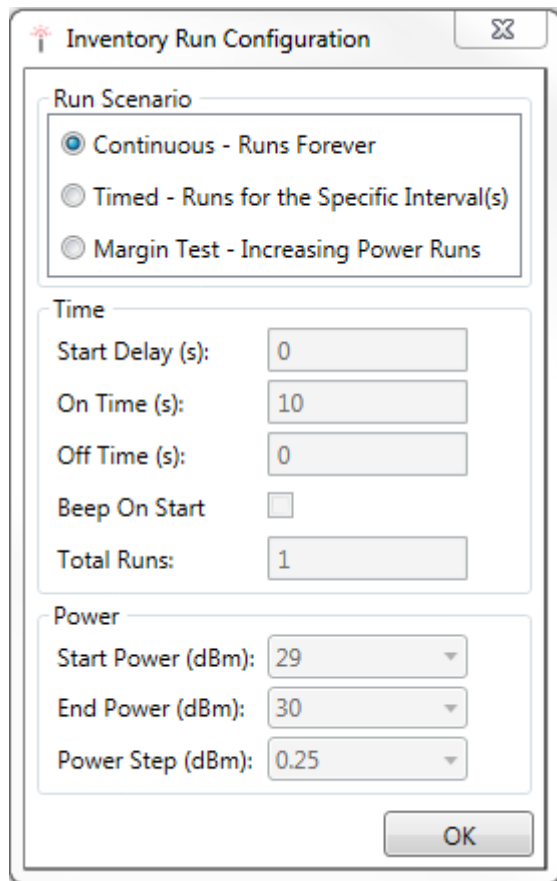 Inventory Run Configuration
Run Scenario
Continuous - Runs Forever
Timed - Runs for the Specific Interval(s)
Margin Test - Increasing Power Runs
Time
Start Delay (s): 0
On Time (s): 10
Off Time (s): 0
Beep On Start
Total Runs: 1
Power
Start Power (dBm): 29
End Power (dBm): 30
Power Step (dBm): 0.25
OK